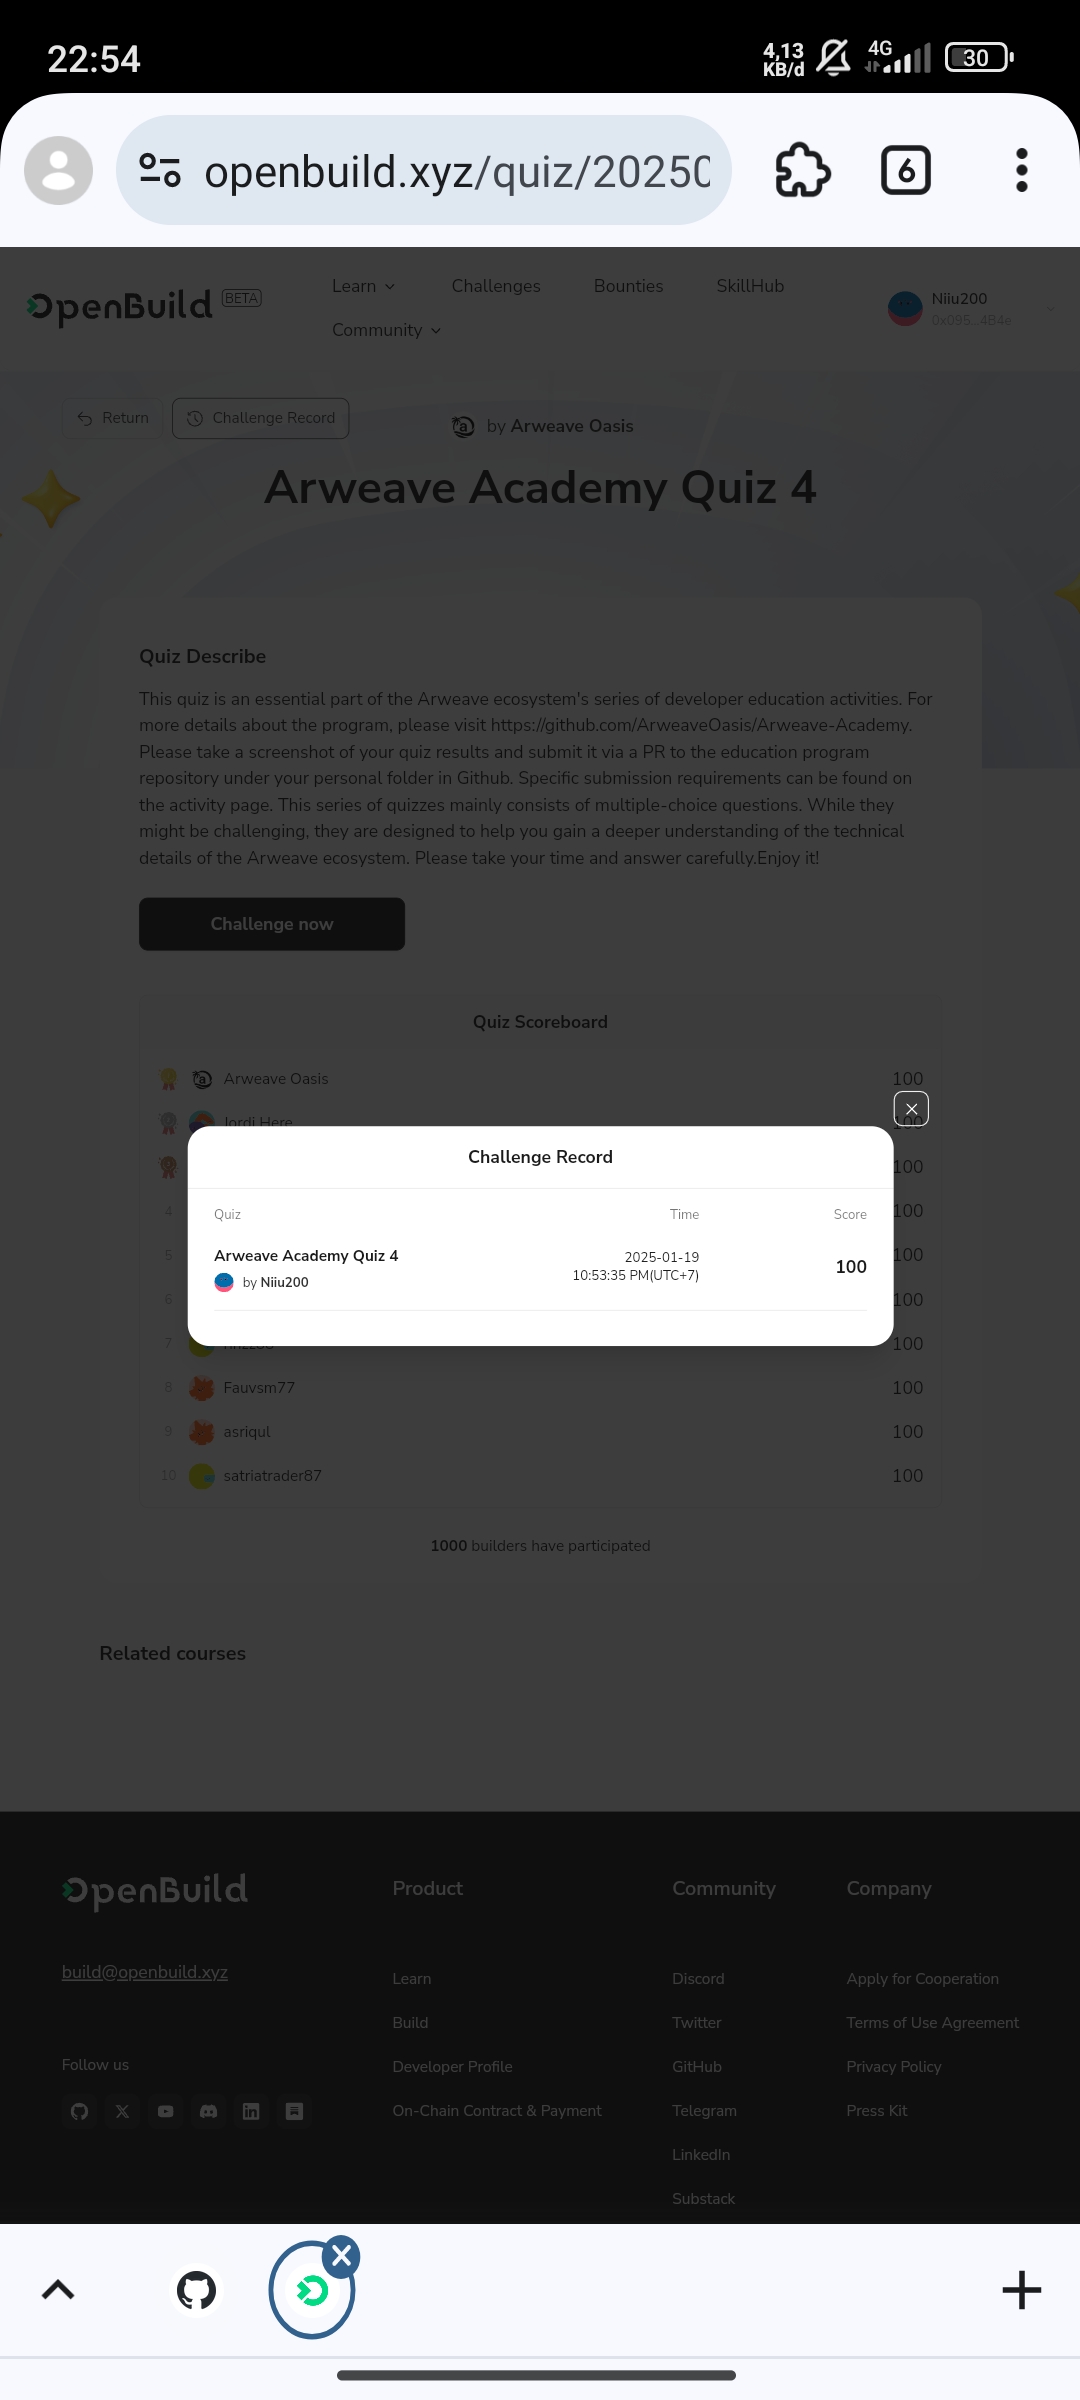 22:54
4,13
KB/d
4G
30
openbuild.xyz/quiz/20250
6
OpenBuild BETA
Learn
Challenges
Bounties
SkillHub
Community
Niiu200
0x095...4B4e
Return
Challenge Record
a by Arweave Oasis
Arweave Academy Quiz 4
Quiz Describe
This quiz is an essential part of the Arweave ecosystem's series of developer education activities. For
more details about the program, please visit https://github.com/ArweaveOasis/Arweave-Academy.
Please take a screenshot of your quiz results and submit it via a PR to the education program
repository under your personal folder in Github. Specific submission requirements can be found on
the activity page. This series of quizzes mainly consists of multiple-choice questions. While they
might be challenging, they are designed to help you gain a deeper understanding of the technical
details of the Arweave ecosystem. Please take your time and answer carefully.Enjoy it!
Challenge now
Quiz Scoreboard
a Arweave Oasis 100
Jordi Here 100
100
Challenge Record
Quiz Time Score
Arweave Academy Quiz 4
by Niiu200
2025-01-19
10:53:35 PM(UTC+7)
100
4 100
5 100
6 100
7 100
8 Fauvsm77 100
9 asriqul 100
10 satriatrader87 100
1000 builders have participated
Related courses
OpenBuild
build@openbuild.xyz
Follow us
Product
Learn
Build
Developer Profile
On-Chain Contract & Payment
Community
Discord
Twitter
GitHub
Telegram
LinkedIn
Substack
Company
Apply for Cooperation
Terms of Use Agreement
Privacy Policy
Press Kit